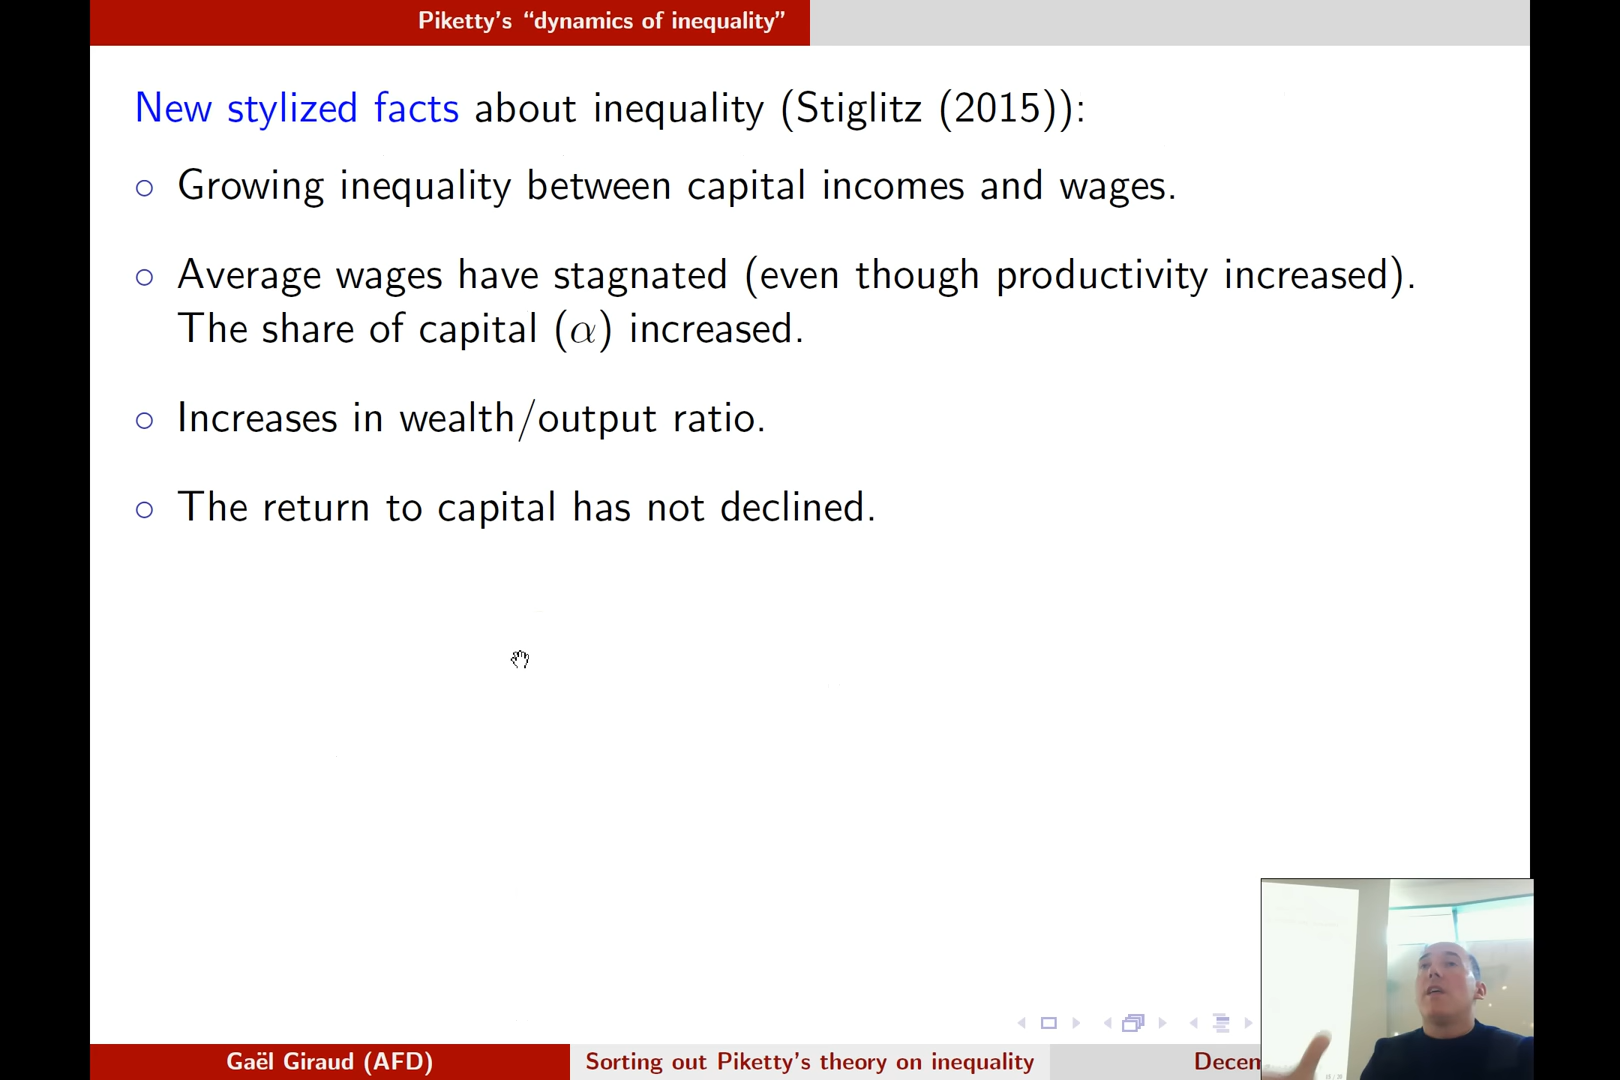 Piketty's “dynamics of inequality”
New stylized facts about inequality (Stiglitz (2015)):
Growing inequality between capital incomes and wages.
Average wages have stagnated (even though productivity increased).
The share of capital (α) increased.
Increases in wealth/output ratio.
The return to capital has not declined.
Gaël Giraud (AFD) Sorting out Piketty's theory on inequality Decem